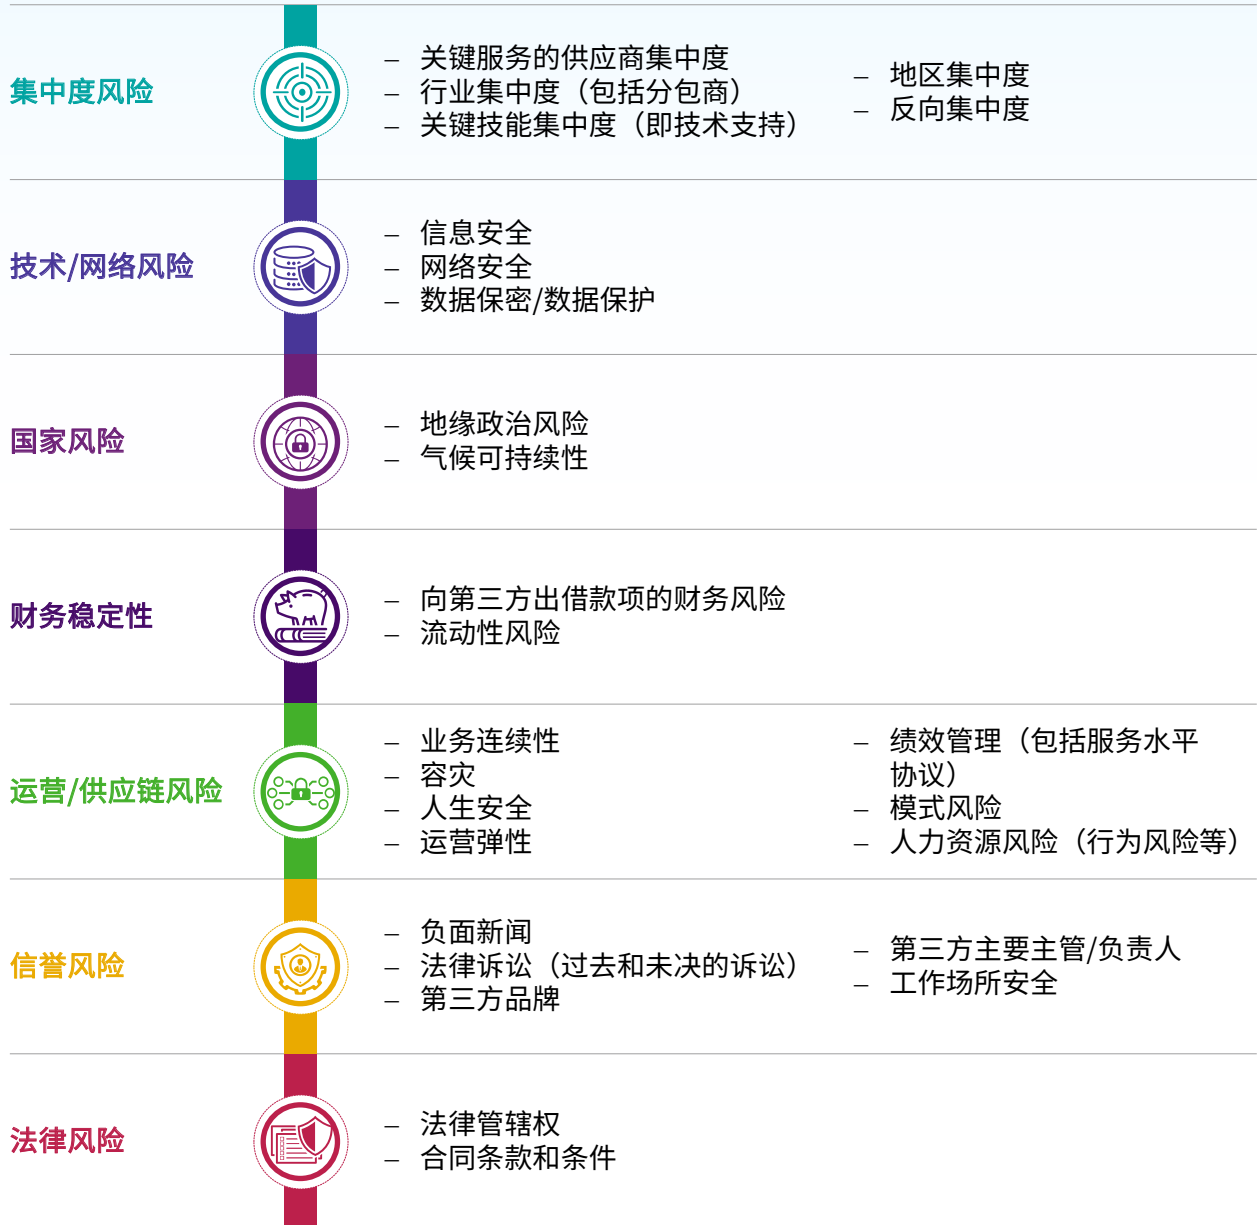 集中度风险
– 关键服务的供应商集中度
– 行业集中度（包括分包商）
– 关键技能集中度（即技术支持）
– 地区集中度
– 反向集中度
技术/网络风险
– 信息安全
– 网络安全
– 数据保密/数据保护
国家风险
– 地缘政治风险
– 气候可持续性
财务稳定性
– 向第三方出借款项的财务风险
– 流动性风险
运营/供应链风险
– 业务连续性
– 容灾
– 人生安全
– 运营弹性
– 绩效管理（包括服务水平
协议）
– 模式风险
– 人力资源风险（行为风险等）
信誉风险
– 负面新闻
– 法律诉讼（过去和未决的诉讼）
– 第三方品牌
– 第三方主要主管/负责人
– 工作场所安全
法律风险
– 法律管辖权
– 合同条款和条件